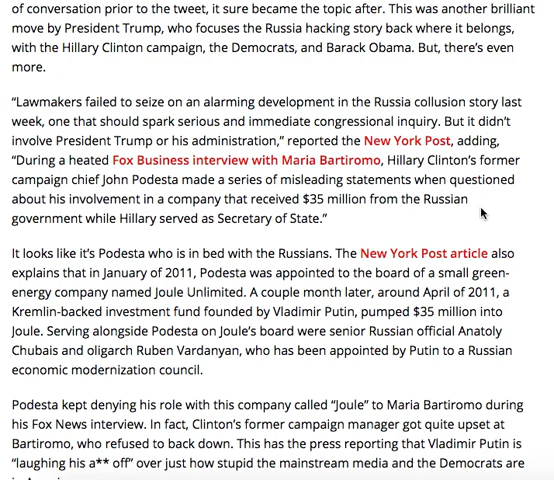 of conversation prior to the tweet, it sure became the topic after. This was another brilliant
move by President Trump, who focuses the Russia hacking story back where it belongs,
with the Hillary Clinton campaign, the Democrats, and Barack Obama. But, there’s even
more.
“Lawmakers failed to seize on an alarming development in the Russia collusion story last
week, one that should spark serious and immediate congressional inquiry. But it didn’t
involve President Trump or his administration,” reported the New York Post, adding,
“During a heated Fox Business interview with Maria Bartiromo, Hillary Clinton’s former
campaign chief John Podesta made a series of misleading statements when questioned
about his involvement in a company that received $35 million from the Russian
government while Hillary served as Secretary of State.”
It looks like it’s Podesta who is in bed with the Russians. The New York Post article also
explains that in January of 2011, Podesta was appointed to the board of a small green-
energy company named Joule Unlimited. A couple month later, around April of 2011, a
Kremlin-backed investment fund founded by Vladimir Putin, pumped $35 million into
Joule. Serving alongside Podesta on Joule’s board were senior Russian official Anatoly
Chubais and oligarch Ruben Vardanyan, who has been appointed by Putin to a Russian
economic modernization council.
Podesta kept denying his role with this company called “Joule” to Maria Bartiromo during
his Fox News interview. In fact, Clinton’s former campaign manager got quite upset at
Bartiromo, who refused to back down. This has the press reporting that Vladimir Putin is
“laughing his a** off” over just how stupid the mainstream media and the Democrats are